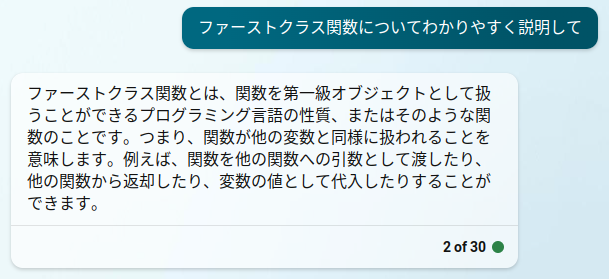 ファーストクラス関数についてわかりやすく説明して
ファーストクラス関数とは、関数を第一級オブジェクトとして扱
うことができるプログラミング言語の性質、またはそのような関
数のことです。つまり、関数が他の変数と同様に扱われることを
意味します。例えば、関数を他の関数への引数として渡したり、
他の関数から返却したり、変数の値として代入したりすることが
できます。
2 of 30